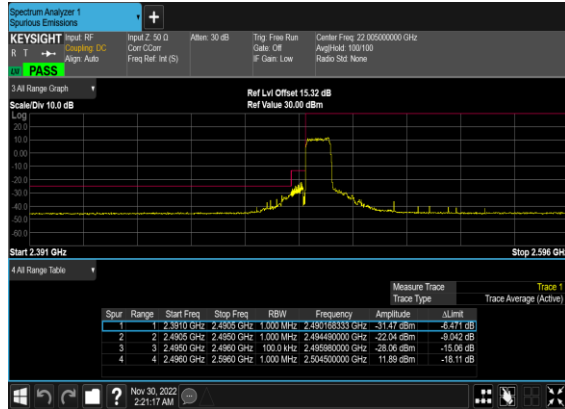 Spectrum Analyzer 1
Spurious Emissions
+
KEYSIGHT Input: RF Input Z: 50 Ω Atten: 30 dB Trig: Free Run Center Freq: 22.005000000 GHz
R T Coupling: DC Corr CCorr Gate: Off Avg|Hold: 100/100
Align: Auto Freq Ref: Int (S) IF Gain: Low Radio Std: None
LV PASS
3 All Range Graph
Ref Lvl Offset 15.32 dB
Scale/Div 10.0 dB Ref Value 30.00 dBm
Log
20.0
10.0
0.00
-10.0
-20.0
-30.0
-40.0
-50.0
-60.0
Start 2.391 GHz Stop 2.596 GH
4 All Range Table
Measure Trace Trace 1
Trace Type Trace Average (Active)
Spur Range Start Freq Stop Freq RBW Frequency Amplitude ΔLimit
1 1 2.3910 GHz 2.4905 GHz 1.000 MHz 2.490168333 GHz -31.47 dBm -6.471 dB
2 2 2.4905 GHz 2.4950 GHz 1.000 MHz 2.494490000 GHz -22.04 dBm -9.042 dB
3 3 2.4950 GHz 2.4960 GHz 100.0 kHz 2.495980000 GHz -28.06 dBm -15.06 dB
4 4 2.4960 GHz 2.5960 GHz 1.000 MHz 2.504500000 GHz 11.89 dBm -18.11 dB
? Nov 30, 2022
2:21:17 AM